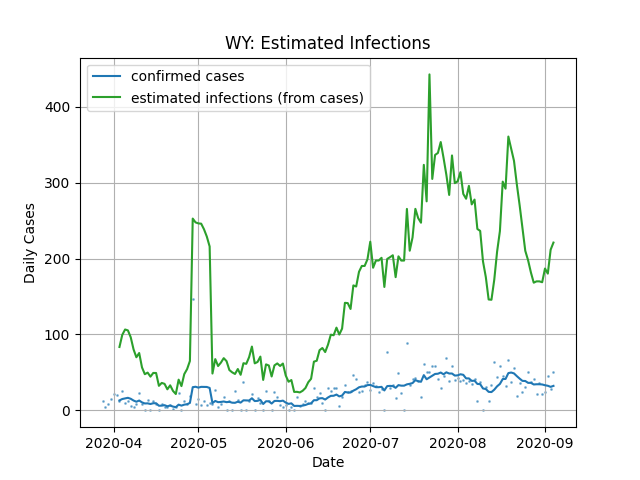 WY: Estimated Infections
confirmed cases
estimated infections (from cases)
400
300
200
100
0
Daily Cases
2020-04 2020-05 2020-06 2020-07 2020-08 2020-09
Date